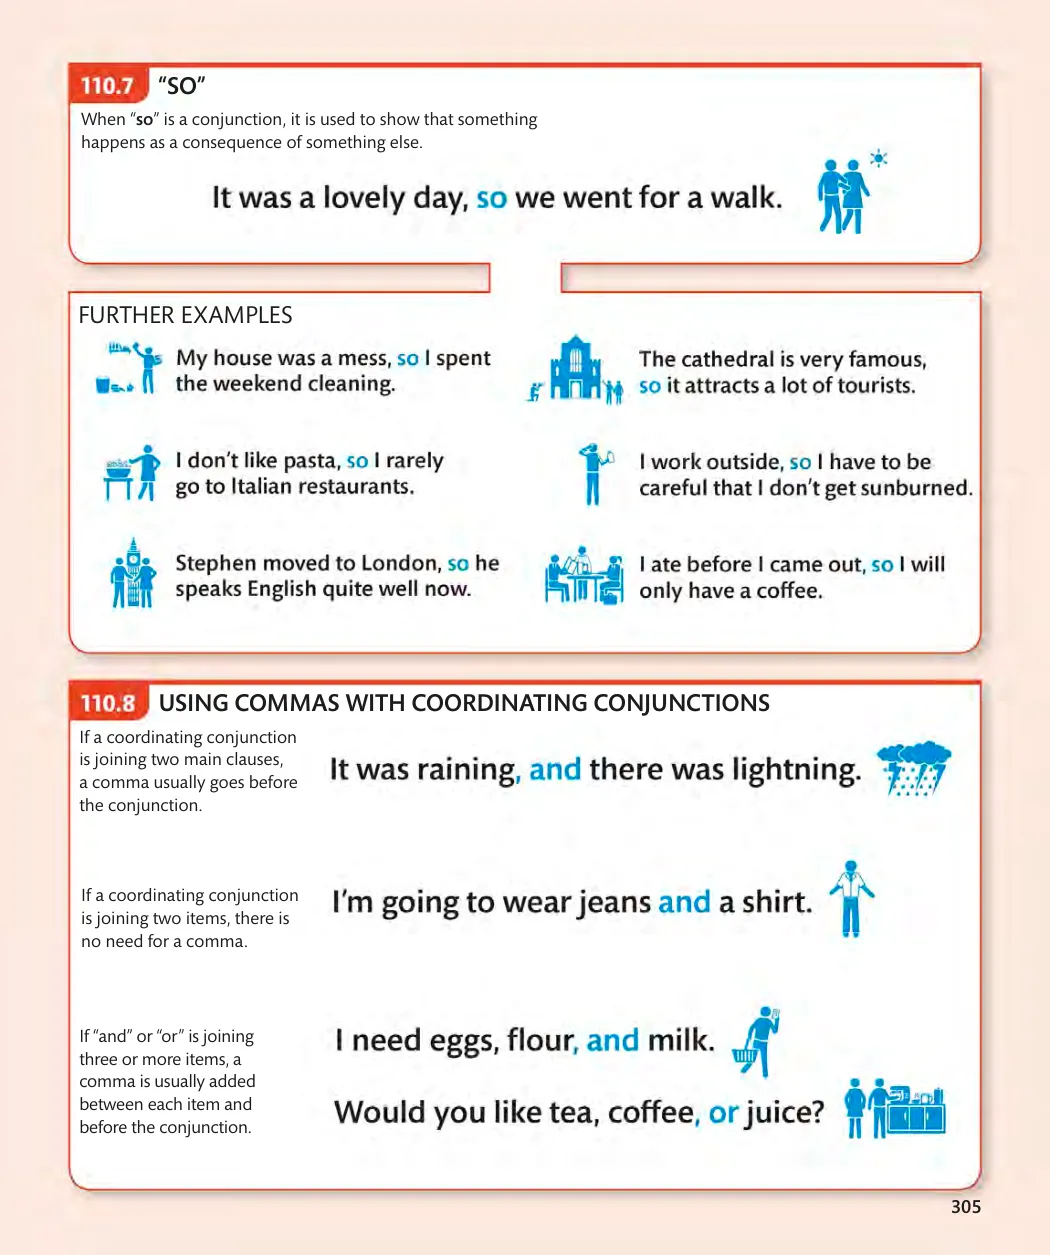 110.7 “SO”
When “so” is a conjunction, it is used to show that something
happens as a consequence of something else.
It was a lovely day, so we went for a walk.
FURTHER EXAMPLES
My house was a mess, so I spent
the weekend cleaning.
The cathedral is very famous,
so it attracts a lot of tourists.
I don’t like pasta, so I rarely
go to Italian restaurants.
I work outside, so I have to be
careful that I don’t get sunburned.
Stephen moved to London, so he
speaks English quite well now.
I ate before I came out, so I will
only have a coffee.
110.8 USING COMMAS WITH COORDINATING CONJUNCTIONS
If a coordinating conjunction
is joining two main clauses,
a comma usually goes before
the conjunction.
It was raining, and there was lightning.
If a coordinating conjunction
is joining two items, there is
no need for a comma.
I’m going to wear jeans and a shirt.
If “and” or “or” is joining
three or more items, a
comma is usually added
between each item and
before the conjunction.
I need eggs, flour, and milk.
Would you like tea, coffee, or juice?
305